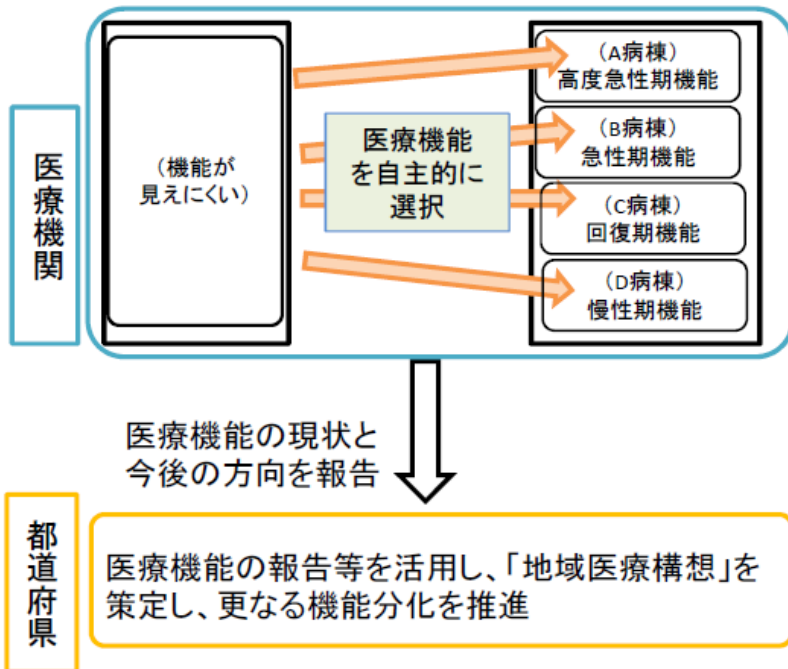 医療機関
(機能が
見えにくい)
医療機能
を自主的に
選択
(A病棟)
高度急性期機能
(B病棟)
急性期機能
(C病棟)
回復期機能
(D病棟)
慢性期機能
医療機能の現状と
今後の方向を報告
都道府県
医療機能の報告等を活用し、「地域医療構想」を
策定し、更なる機能分化を推進